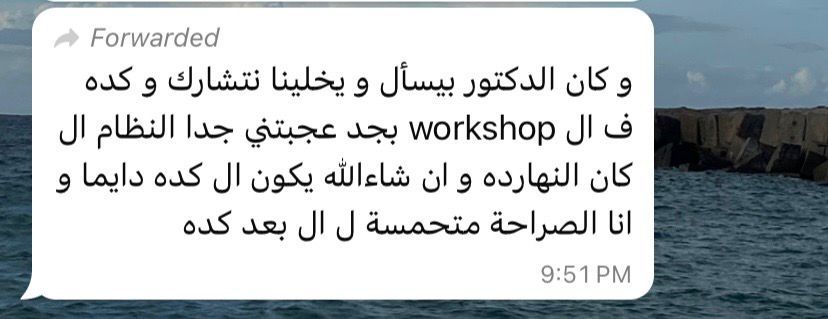 Forwarded
و كان الدكتور بيسأل و يخلينا نتشارك و كده
ف ال workshop بجد عجبتني جدا النظام ال
كان النهارده و ان شاءالله يكون ال كده دايما و
انا الصراحة متحمسة ل ال بعد كده
9:51 PM